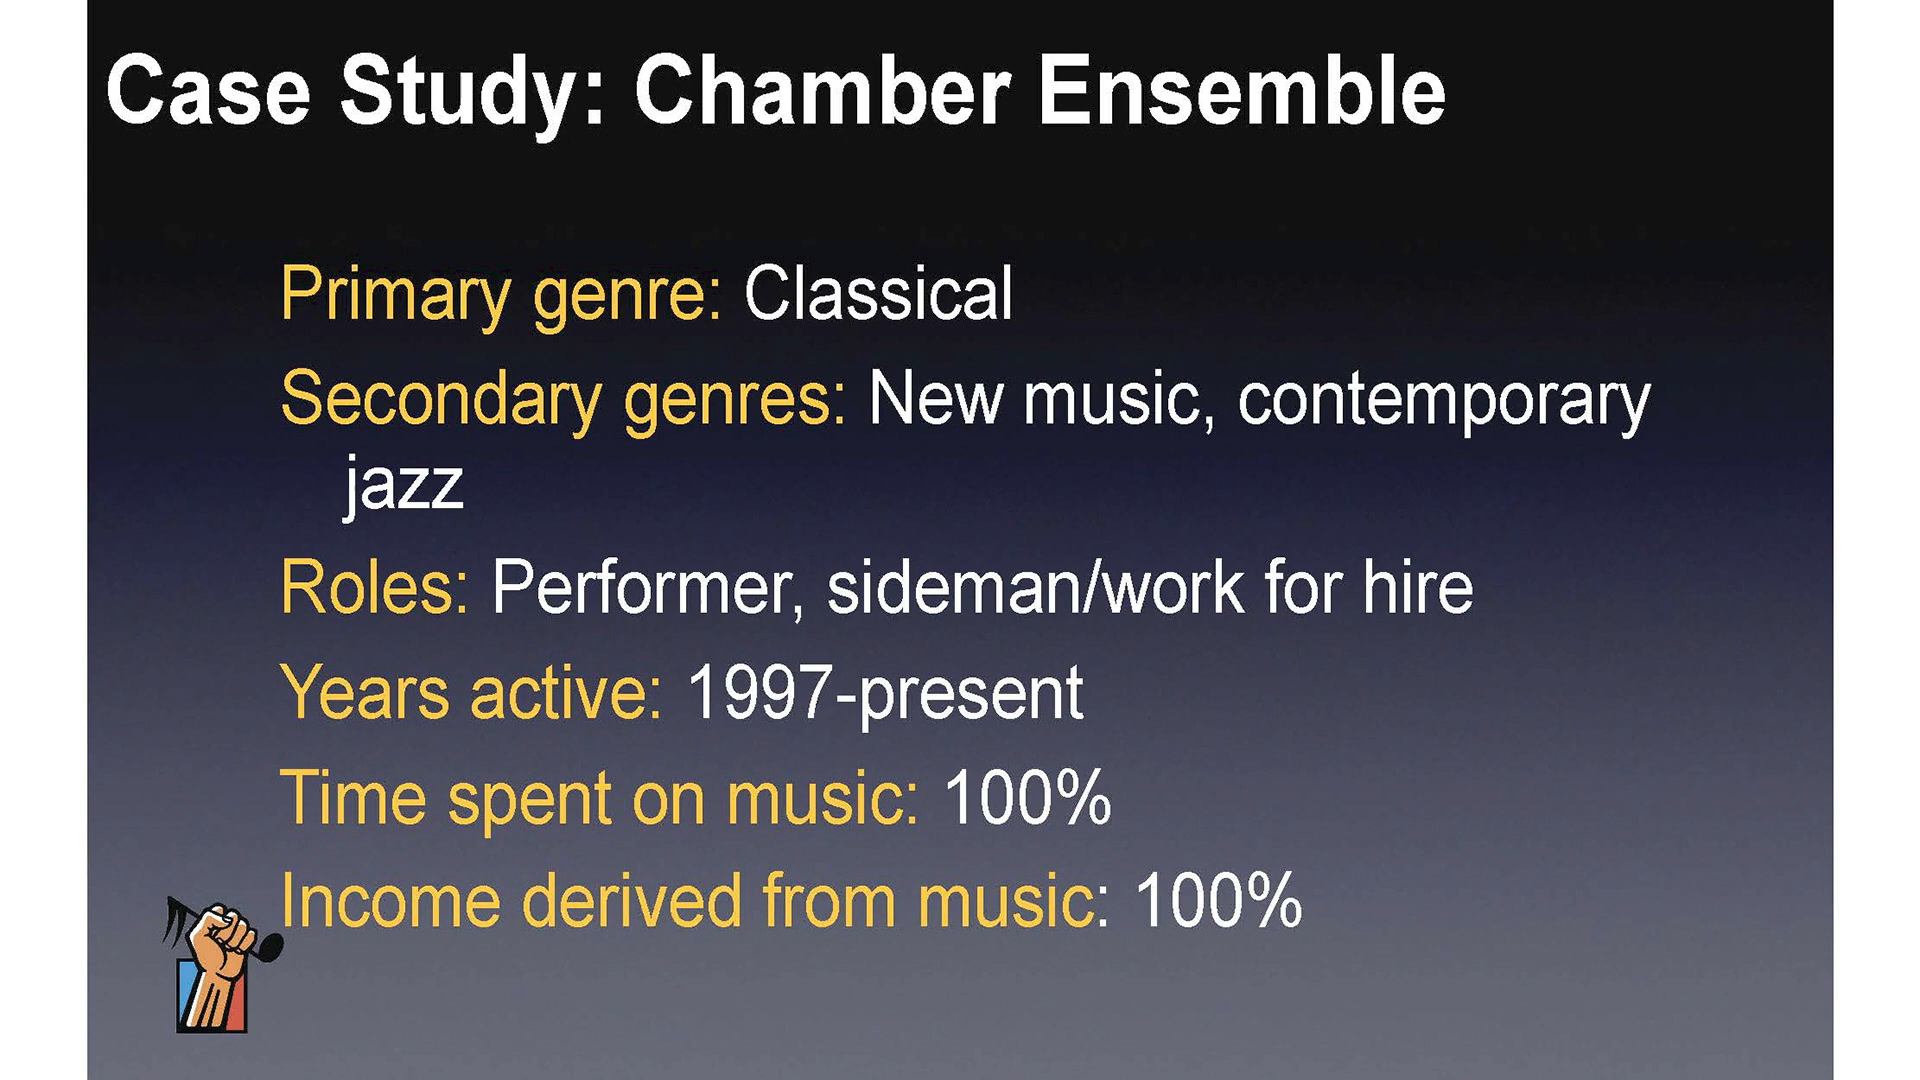 Case Study: Chamber Ensemble
Primary genre: Classical
Secondary genres: New music, contemporary
jazz
Roles: Performer, sideman/work for hire
Years active: 1997-present
Time spent on music: 100%
Income derived from music: 100%